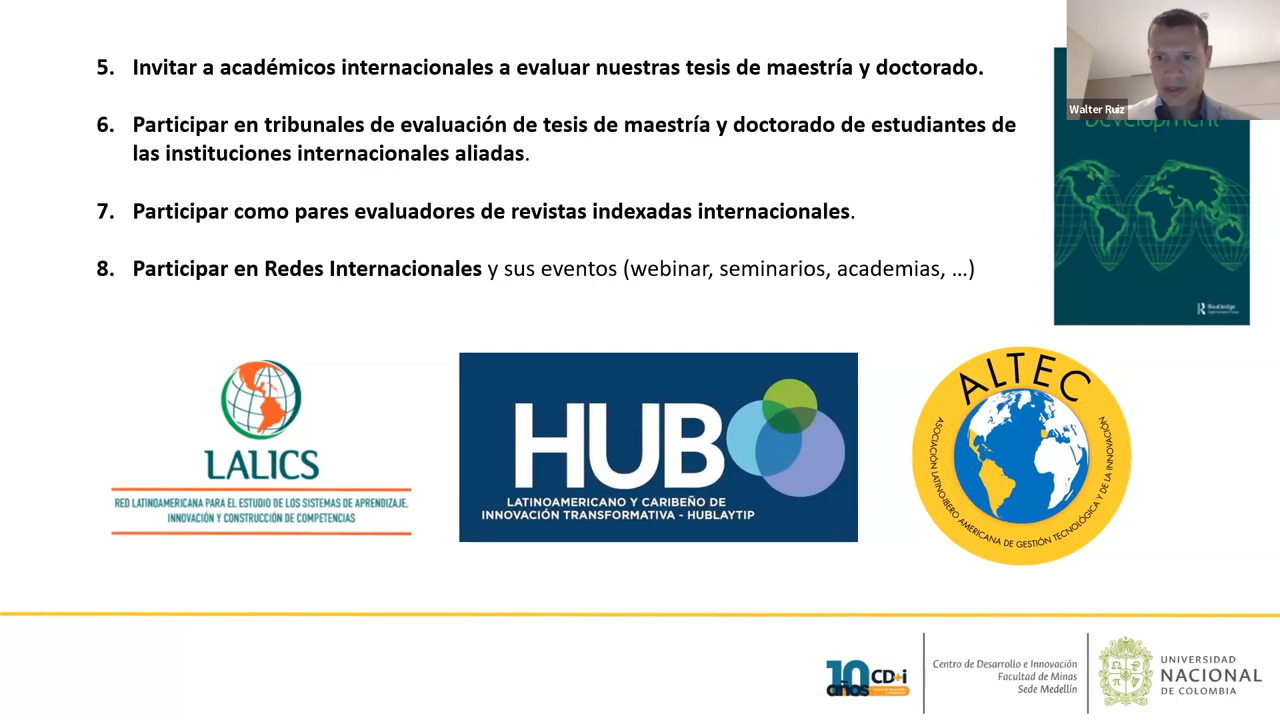 5. Invitar a académicos internacionales a evaluar nuestras tesis de maestría y doctorado.
6. Participar en tribunales de evaluación de tesis de maestría y doctorado de estudiantes de
las instituciones internacionales aliadas.
7. Participar como pares evaluadores de revistas indexadas internacionales.
8. Participar en Redes Internacionales y sus eventos (webinar, seminarios, academias, …)
Walter Ruiz
Development
Routledge
LALICS
RED LATINOAMERICANA PARA EL ESTUDIO DE LOS SISTEMAS DE APRENDIZAJE,
INNOVACIÓN Y CONSTRUCCIÓN DE COMPETENCIAS
HUB
LATINOAMERICANO Y CARIBEÑO DE
INNOVACIÓN TRANSFORMATIVA - HUBLAYTIP
ALTEC
ASOCIACIÓN LATINO-IBERO AMERICANA DE GESTIÓN TECNOLÓGICA Y DE LA INNOVACIÓN
10 CD+i
años
Centro de Desarrollo e Innovación
Facultad de Minas
Sede Medellín
UNIVERSIDAD
NACIONAL
DE COLOMBIA